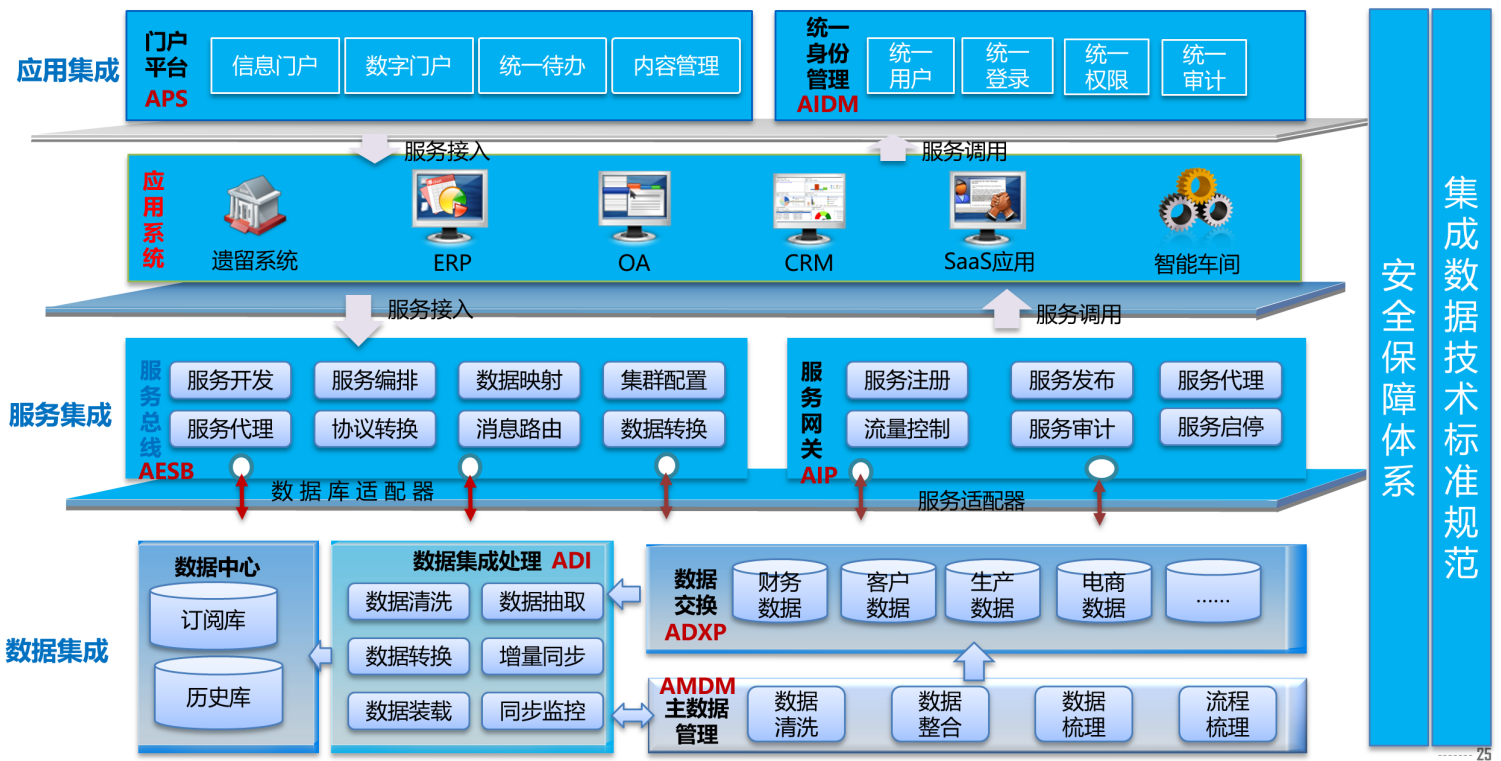 应用集成
门户
平台
APS
信息门户
数字门户
统一待办
内容管理
统一
身份
管理
AIDM
统一
用户
统一
登录
统一
权限
统一
审计
服务接入
服务调用
应用系统
遗留系统
ERP
OA
CRM
SaaS应用
智能车间
服务接入
服务调用
服务集成
服务总线
AESB
服务开发
服务编排
数据映射
集群配置
服务代理
协议转换
消息路由
数据转换
服务网关
AIP
服务注册
服务发布
服务代理
流量控制
服务审计
服务启停
数据库适配器
服务适配器
数据集成
数据中心
订阅库
历史库
数据集成处理 ADI
数据清洗
数据抽取
数据转换
增量同步
数据装载
同步监控
数据
交换
ADXP
财务
数据
客户
数据
生产
数据
电商
数据
......
AMDM
主数据
管理
数据
清洗
数据
整合
数据
梳理
流程
梳理
安全保障体系
集成数据技术标准规范
25